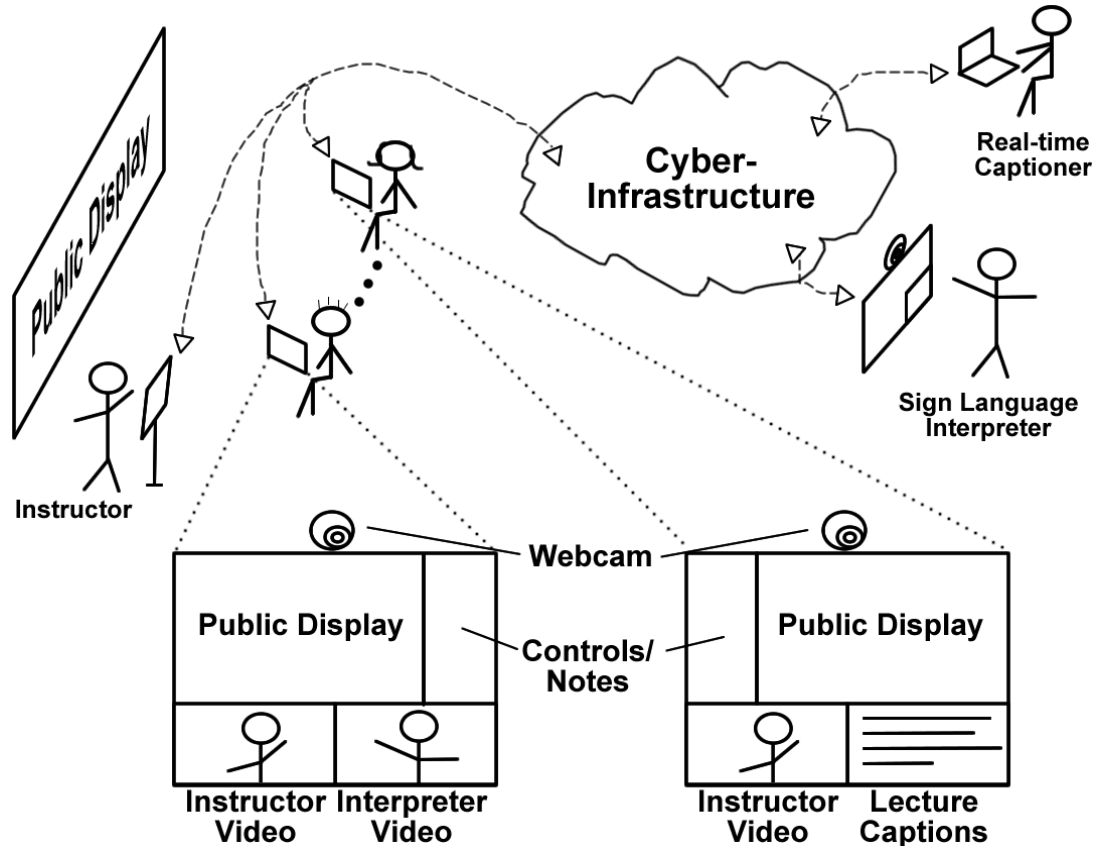 Public Display
Cyber-
Infrastructure
Real-time
Captioner
Sign Language
Interpreter
Instructor
Webcam
Public Display
Public Display
Controls/
Notes
Instructor
Video
Interpreter
Video
Instructor
Video
Lecture
Captions